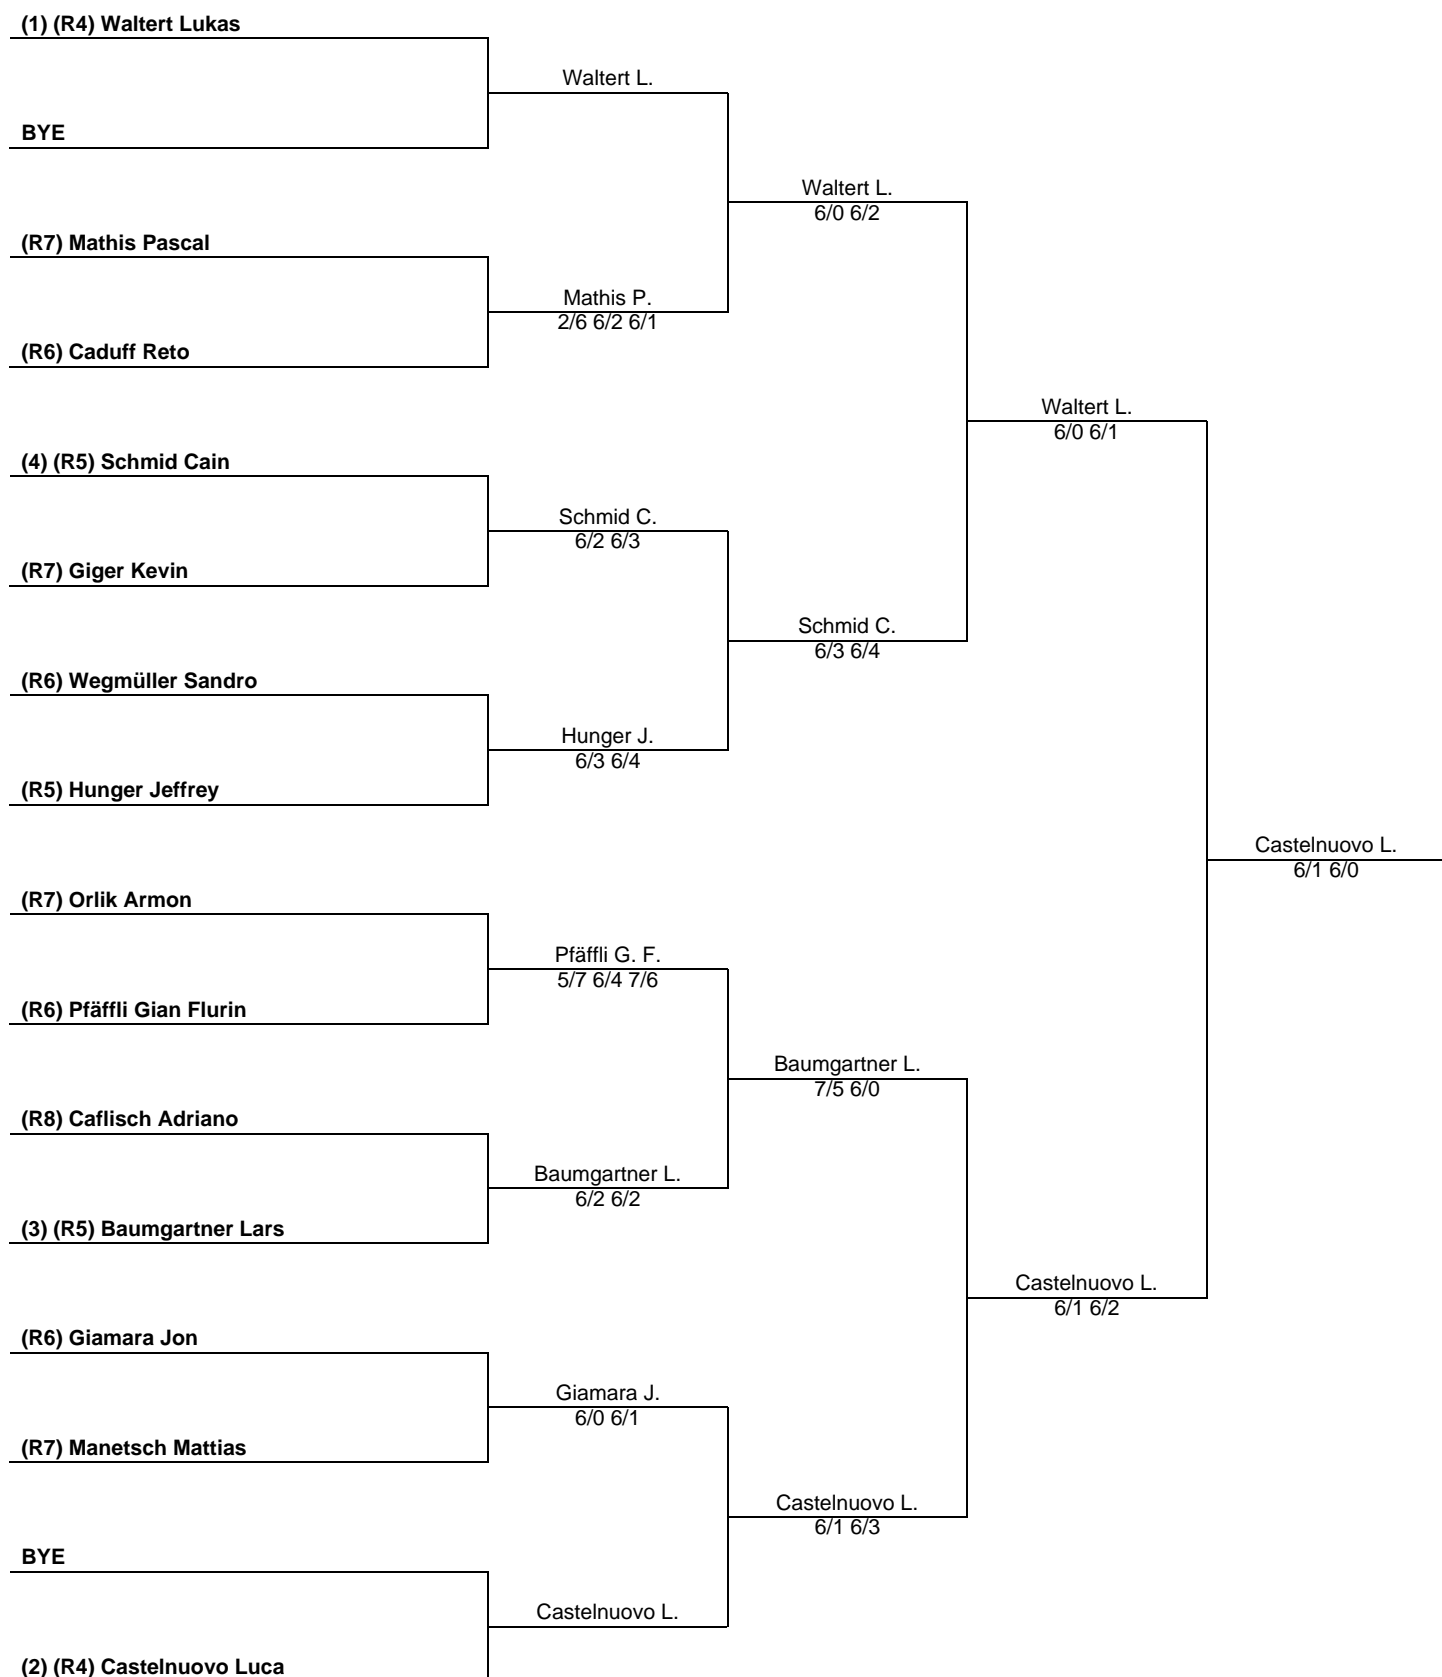 (1) (R4) Waltert Lukas
Waltert L.
BYE
Waltert L.
6/0 6/2
(R7) Mathis Pascal
Mathis P.
2/6 6/2 6/1
(R6) Caduff Reto
Waltert L.
6/0 6/1
(4) (R5) Schmid Cain
Schmid C.
6/2 6/3
(R7) Giger Kevin
Schmid C.
6/3 6/4
(R6) Wegmüller Sandro
Hunger J.
6/3 6/4
(R5) Hunger Jeffrey
Castelnuovo L.
6/1 6/0
(R7) Orlik Armon
Pfäffli G. F.
5/7 6/4 7/6
(R6) Pfäffli Gian Flurin
Baumgartner L.
7/5 6/0
(R8) Caflisch Adriano
Baumgartner L.
6/2 6/2
(3) (R5) Baumgartner Lars
Castelnuovo L.
6/1 6/2
(R6) Giamara Jon
Giamara J.
6/0 6/1
(R7) Manetsch Mattias
Castelnuovo L.
6/1 6/3
BYE
Castelnuovo L.
(2) (R4) Castelnuovo Luca